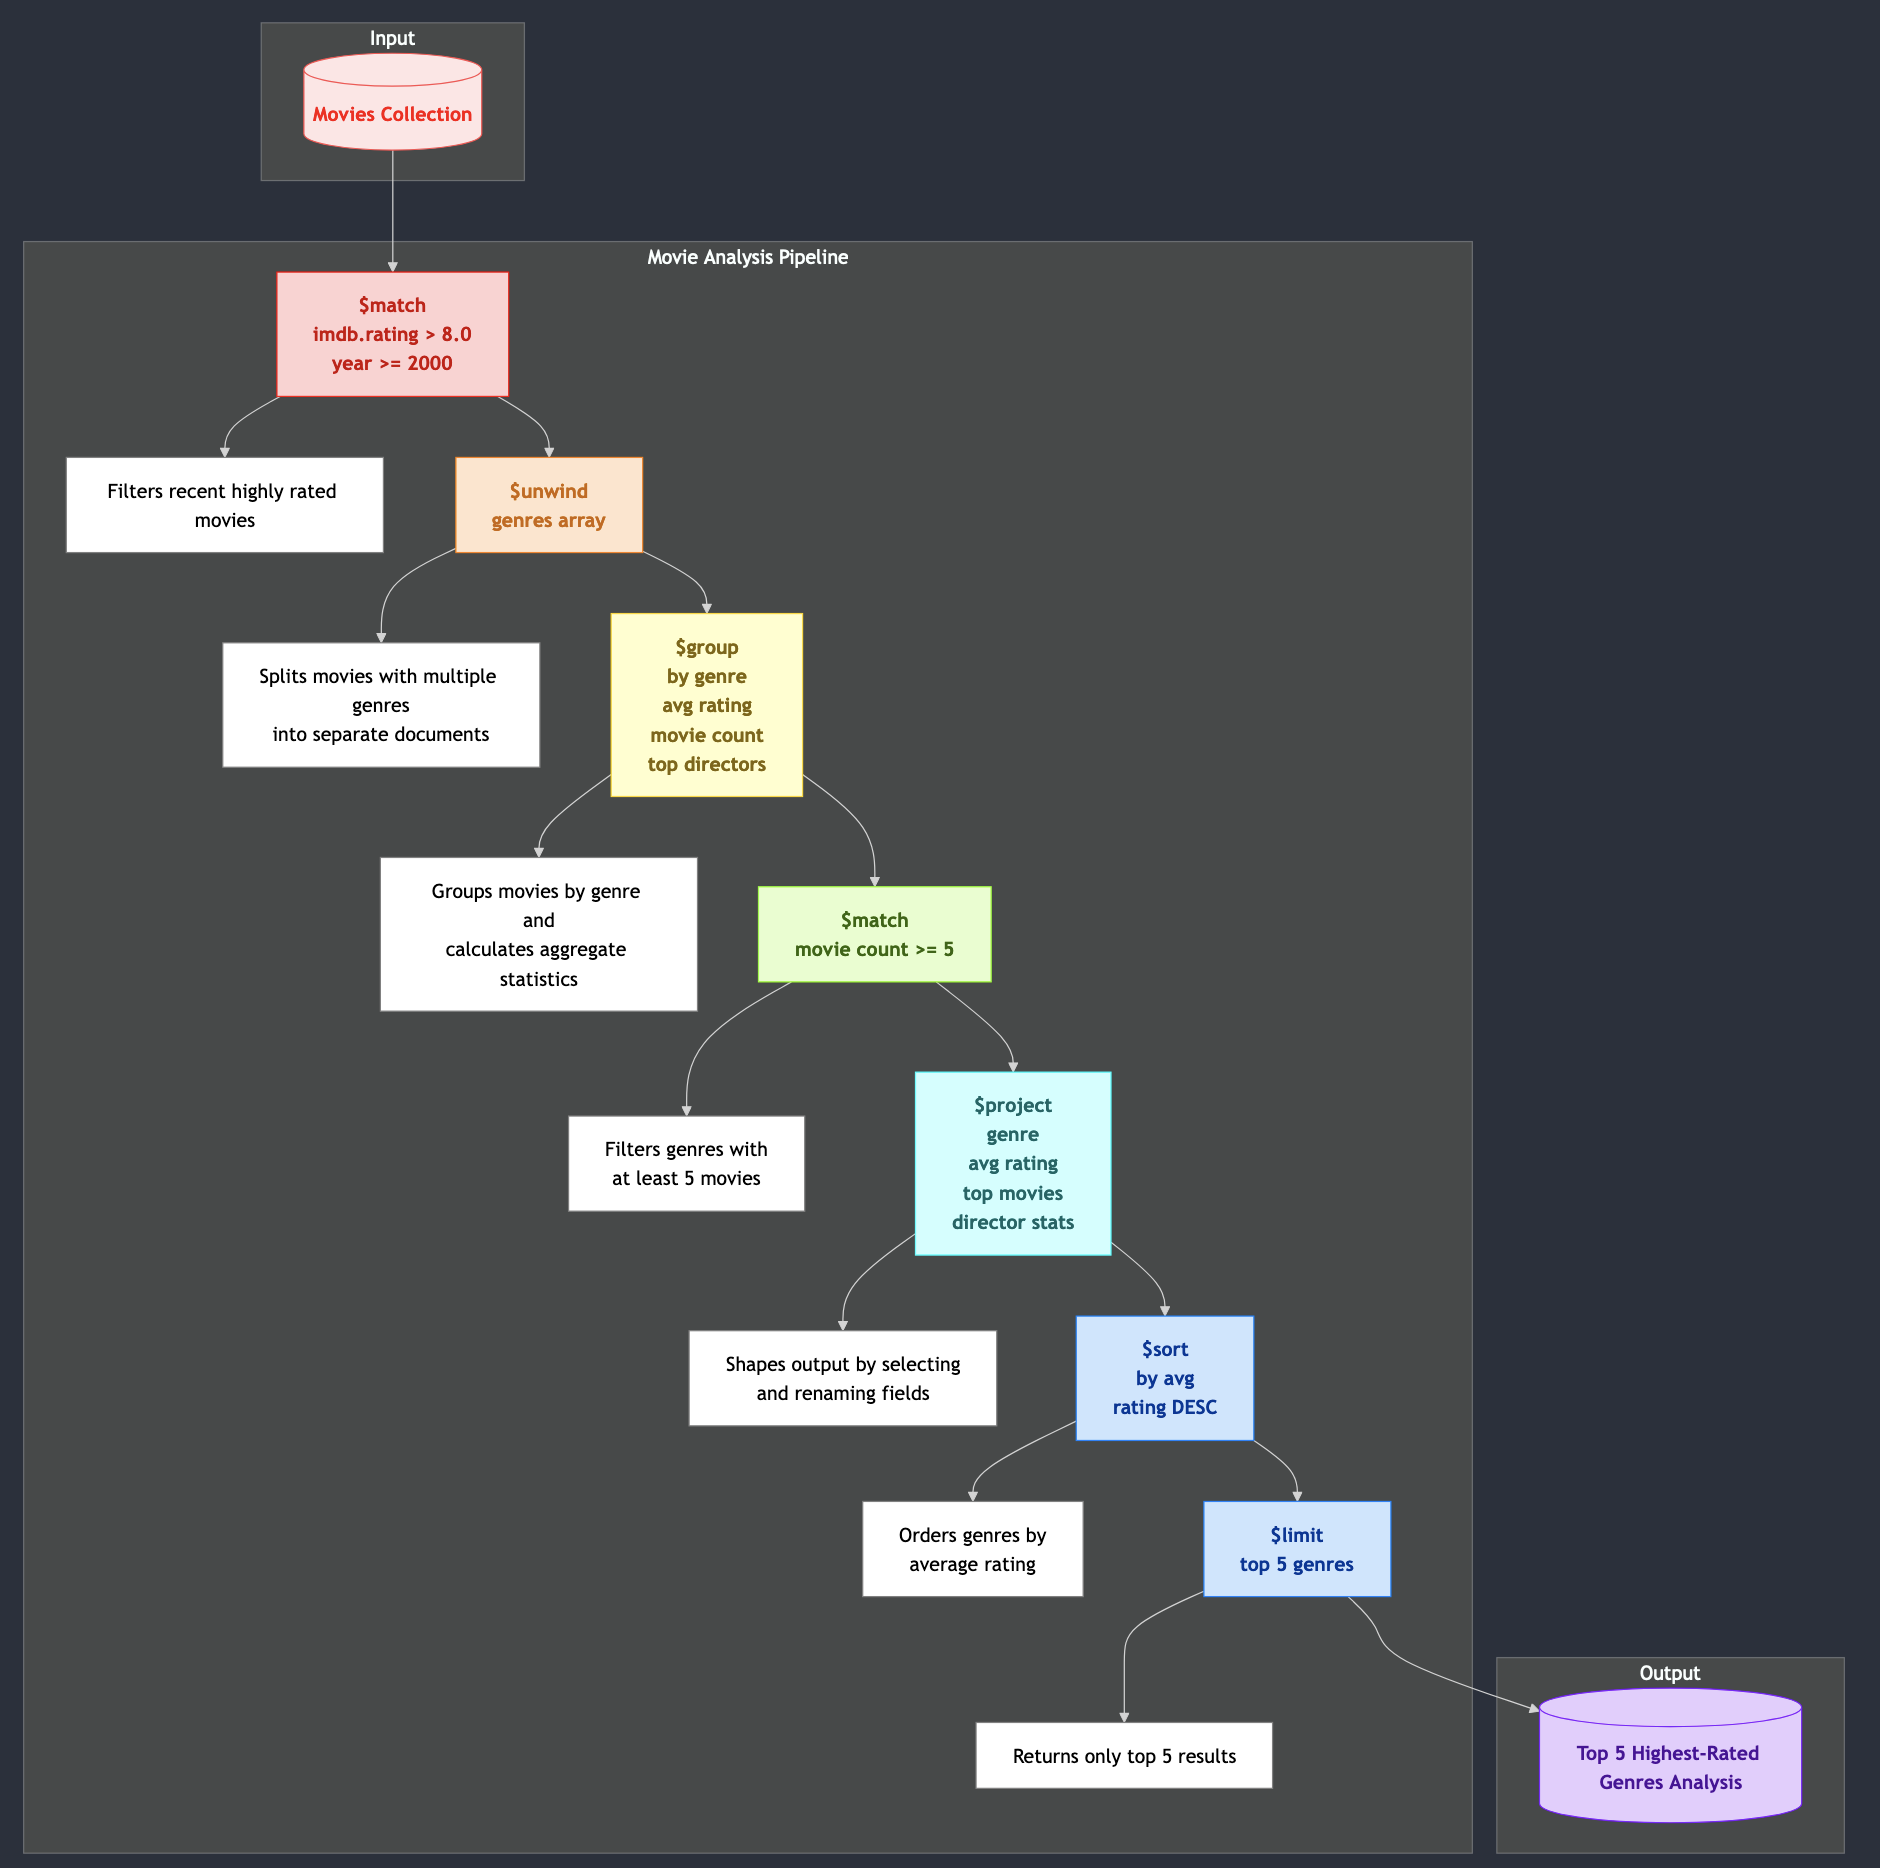 Input
Movies Collection
Movie Analysis Pipeline
$match
imdb.rating > 8.0
year >= 2000
Filters recent highly rated
movies
$unwind
genres array
Splits movies with multiple
genres
into separate documents
$group
by genre
avg rating
movie count
top directors
Groups movies by genre
and
calculates aggregate
statistics
$match
movie count >= 5
Filters genres with
at least 5 movies
$project
genre
avg rating
top movies
director stats
Shapes output by selecting
and renaming fields
$sort
by avg
rating DESC
Orders genres by
average rating
$limit
top 5 genres
Returns only top 5 results
Output
Top 5 Highest-Rated
Genres Analysis